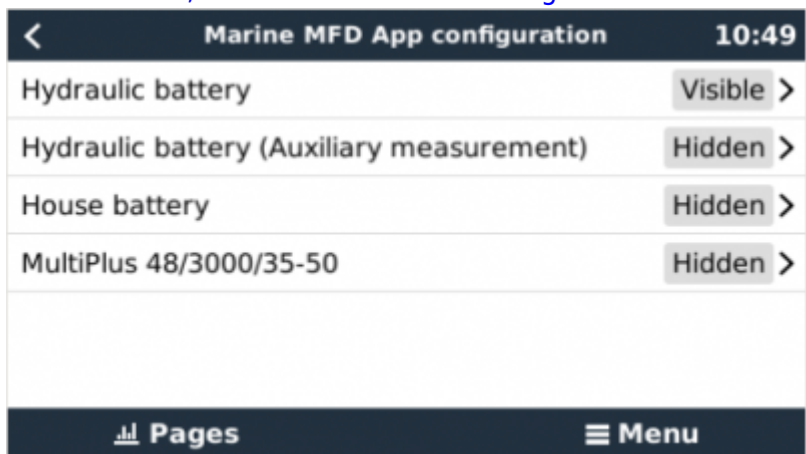 Marine MFD App configuration 10:49
Hydraulic battery Visible
Hydraulic battery (Auxiliary measurement) Hidden
House battery Hidden
MultiPlus 48/3000/35-50 Hidden
Pages Menu